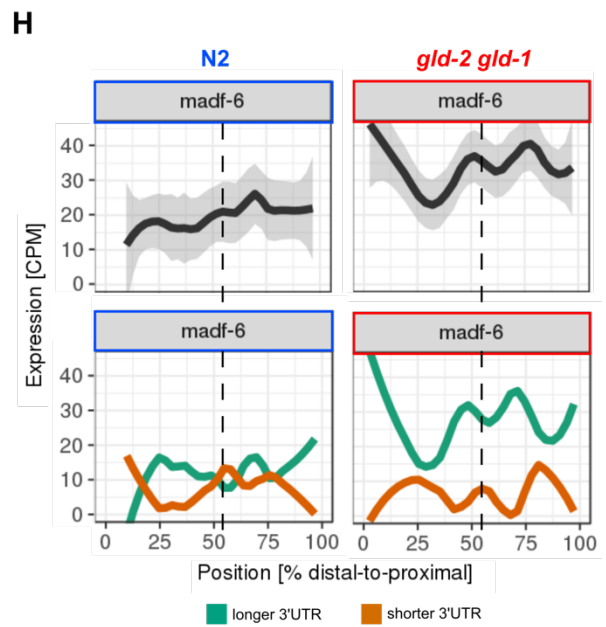 H
N2 gld-2 gld-1
madf-6 madf-6
Expression [CPM]
40
30
20
10
0
madf-6 madf-6
40
30
20
10
0
0 25 50 75 100 0 25 50 75 100
Position [% distal-to-proximal]
longer 3'UTR shorter 3'UTR